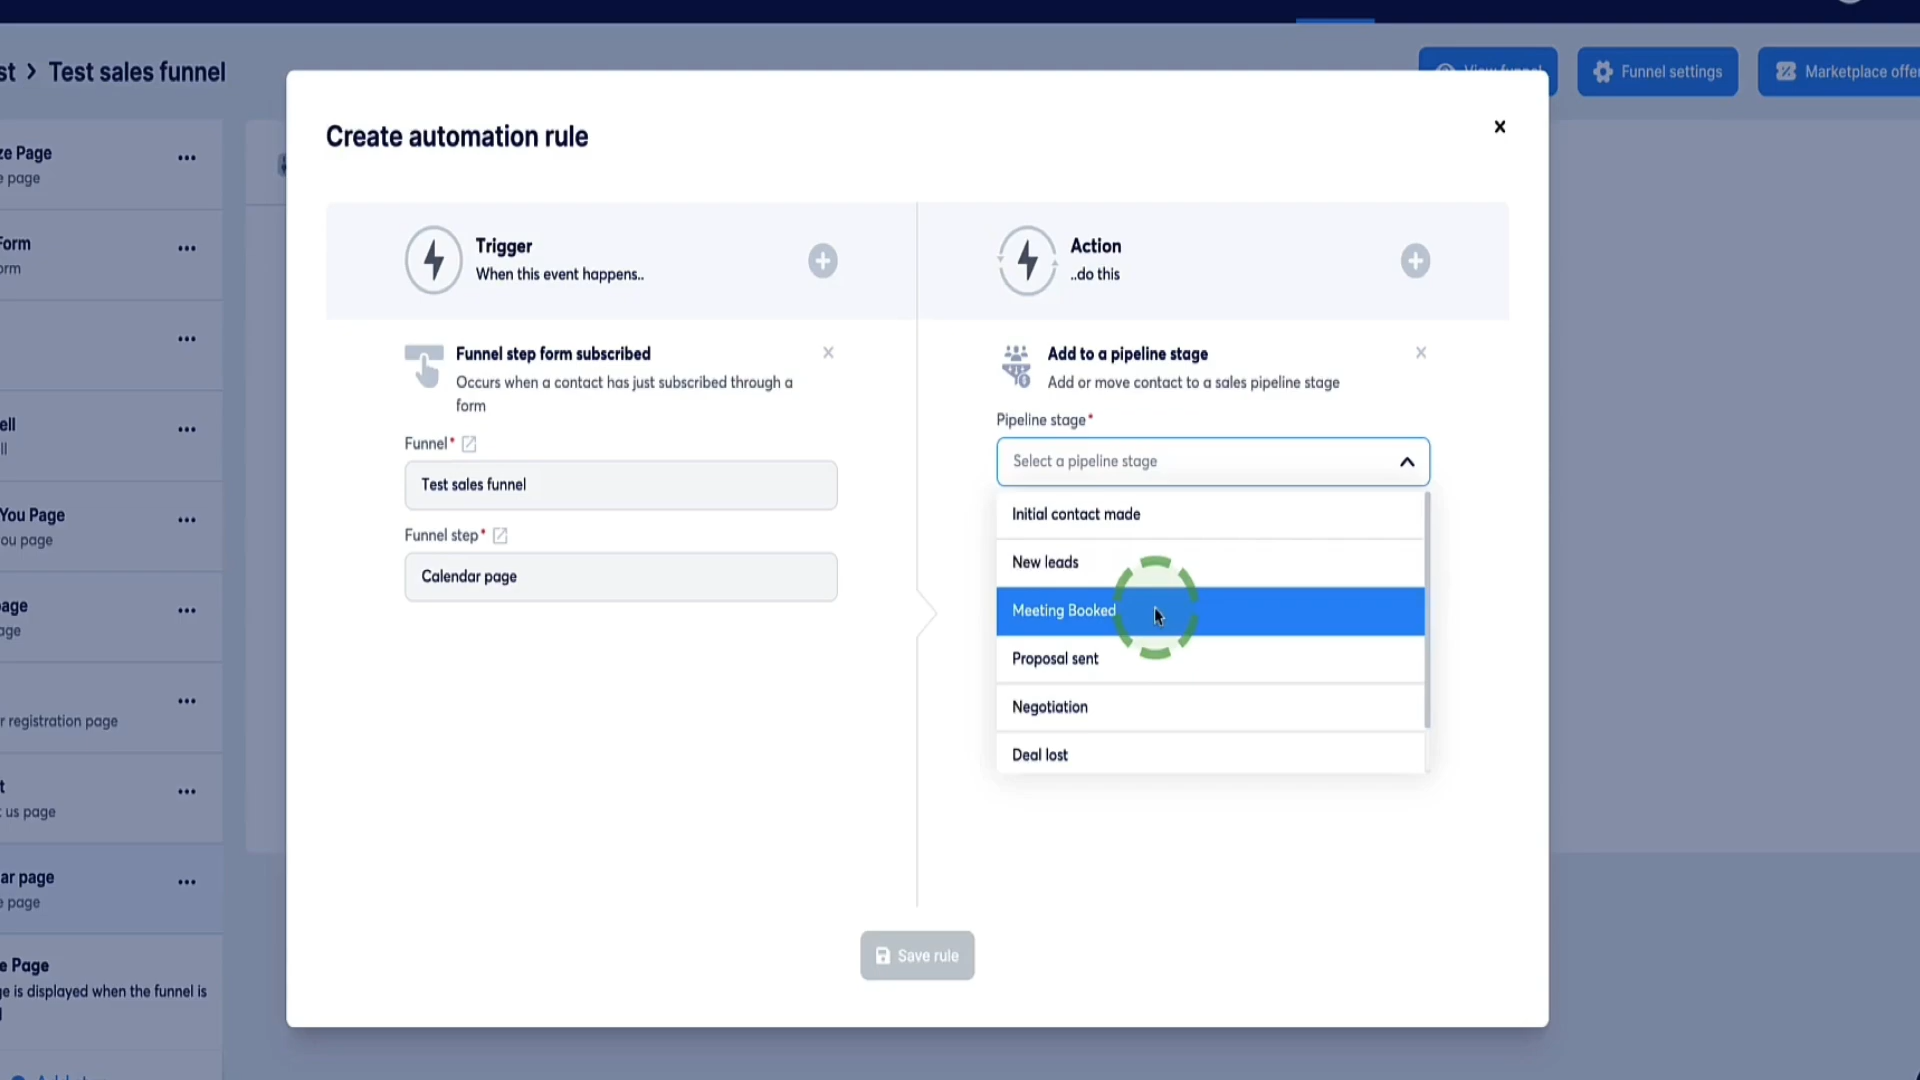 st > Test sales funnel
View funnel
Funnel settings
Marketplace offer
ze Page
e page
Form
orm
ell
ll
You Page
ou page
page
age
r registration page
t
t us page
ar page
e page
e Page
ge is displayed when the funnel is
Create automation rule
Trigger
When this event happens..
Action
..do this
Funnel step form subscribed
Occurs when a contact has just subscribed through a
form
Funnel*
Test sales funnel
Funnel step*
Calendar page
Add to a pipeline stage
Add or move contact to a sales pipeline stage
Pipeline stage*
Select a pipeline stage
Initial contact made
New leads
Meeting Booked
Proposal sent
Negotiation
Deal lost
Save rule